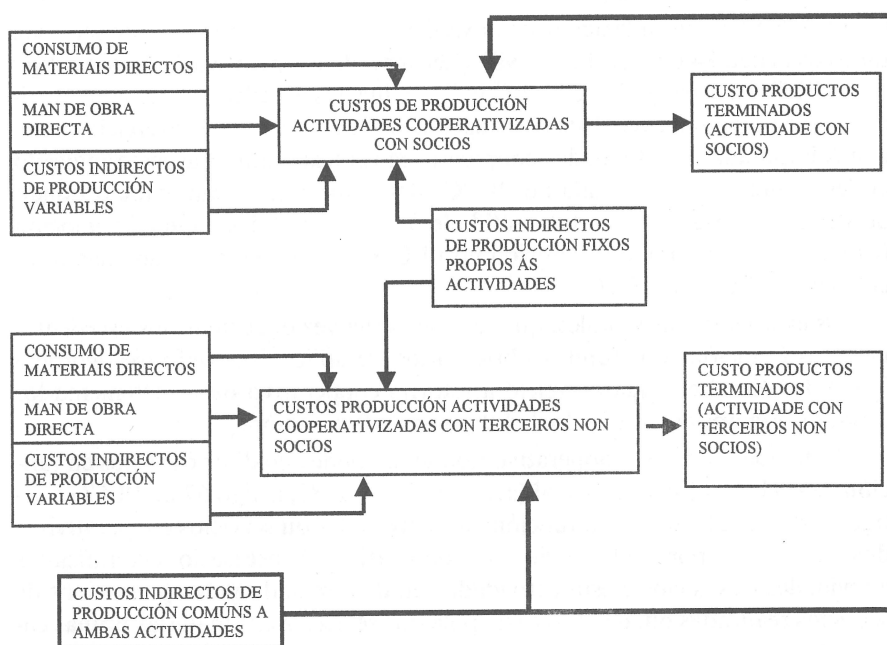 CONSUMO DE
MATERIAIS DIRECTOS
MAN DE OBRA
DIRECTA
CUSTOS INDIRECTOS
DE PRODUCCIÓN
VARIABLES
CUSTOS DE PRODUCCIÓN
ACTIVIDADES COOPERATIVIZADAS
CON SOCIOS
CUSTO PRODUCTOS
TERMINADOS
(ACTIVIDADE CON
SOCIOS)
CUSTOS INDIRECTOS
DE PRODUCCIÓN FIXOS
PROPIOS ÁS
ACTIVIDADES
CONSUMO DE
MATERIAIS DIRECTOS
MAN DE OBRA
DIRECTA
CUSTOS INDIRECTOS
DE PRODUCCIÓN
VARIABLES
CUSTOS PRODUCCIÓN ACTIVIDADES
COOPERATIVIZADAS CON TERCEIROS NON
SOCIOS
CUSTO PRODUCTOS
TERMINADOS
(ACTIVIDADE CON
TERCEIROS NON
SOCIOS)
CUSTOS INDIRECTOS DE
PRODUCCIÓN COMÚNS A
AMBAS ACTIVIDADES